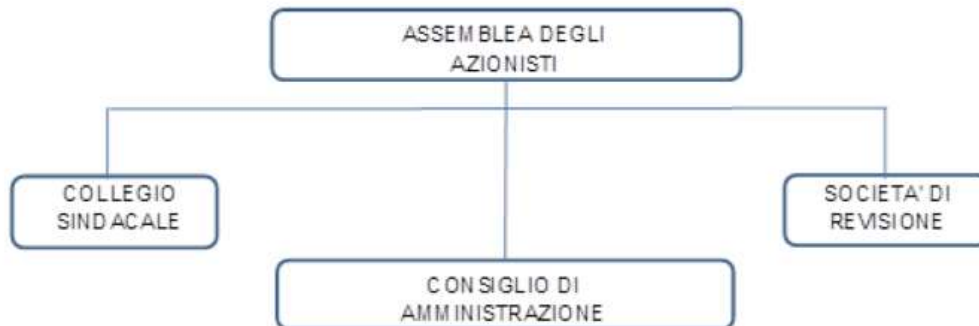 ASSEMBLEA DEGLI
AZIONISTI
COLLEGIO
SINDACALE
SOCIETA' DI
REVISIONE
CONSIGLIO DI
AMMINISTRAZIONE